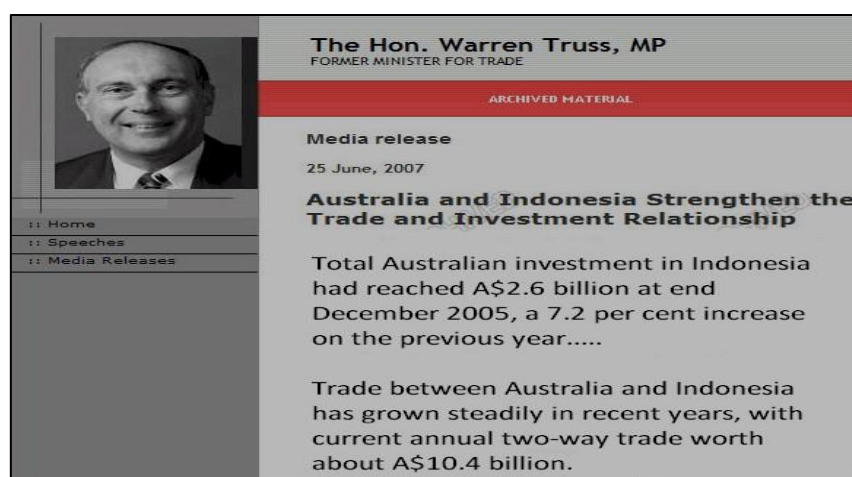 The Hon. Warren Truss, MP
FORMER MINISTER FOR TRADE
ARCHIVED MATERIAL
:: Home
:: Speeches
:: Media Releases
Media release
25 June, 2007
Australia and Indonesia Strengthen the
Trade and Investment Relationship
Total Australian investment in Indonesia
had reached A$2.6 billion at end
December 2005, a 7.2 per cent increase
on the previous year.....
Trade between Australia and Indonesia
has grown steadily in recent years, with
current annual two-way trade worth
about A$10.4 billion.